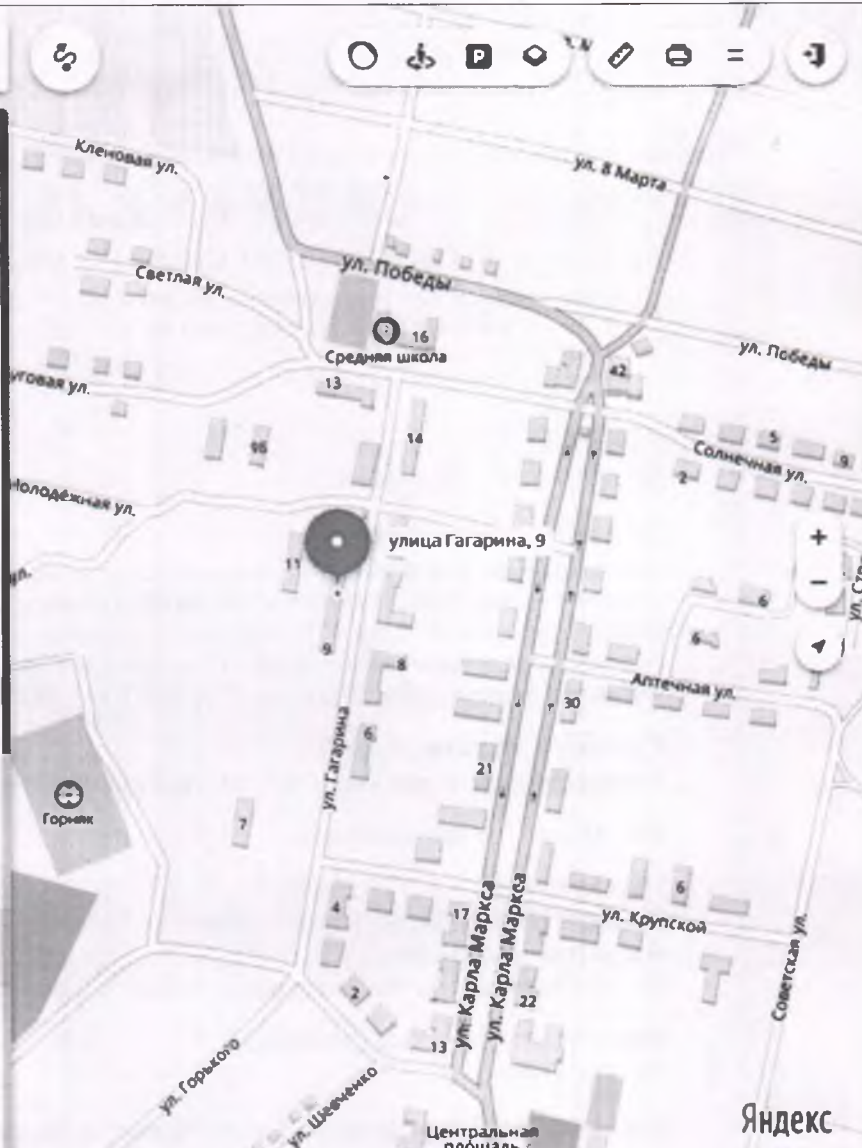 P
Кленовая ул.
ул. 8 Марта
Светлая ул.
ул. Победы
16
Средняя школа
ул. Победы
42
13
14
5
9
Солнечная ул.
2
улица Гагарина, 9
11
+
−
6
6
9
8
Аптечная ул.
30
ул. Гагарина
6
21
Горняк
7
4
17
6
ул. Крупской
ул. Карла Маркса
ул. Карла Маркса
Советская ул.
2
22
13
ул. Горького
ул. Шевченко
Центральная
площадь
Яндекс